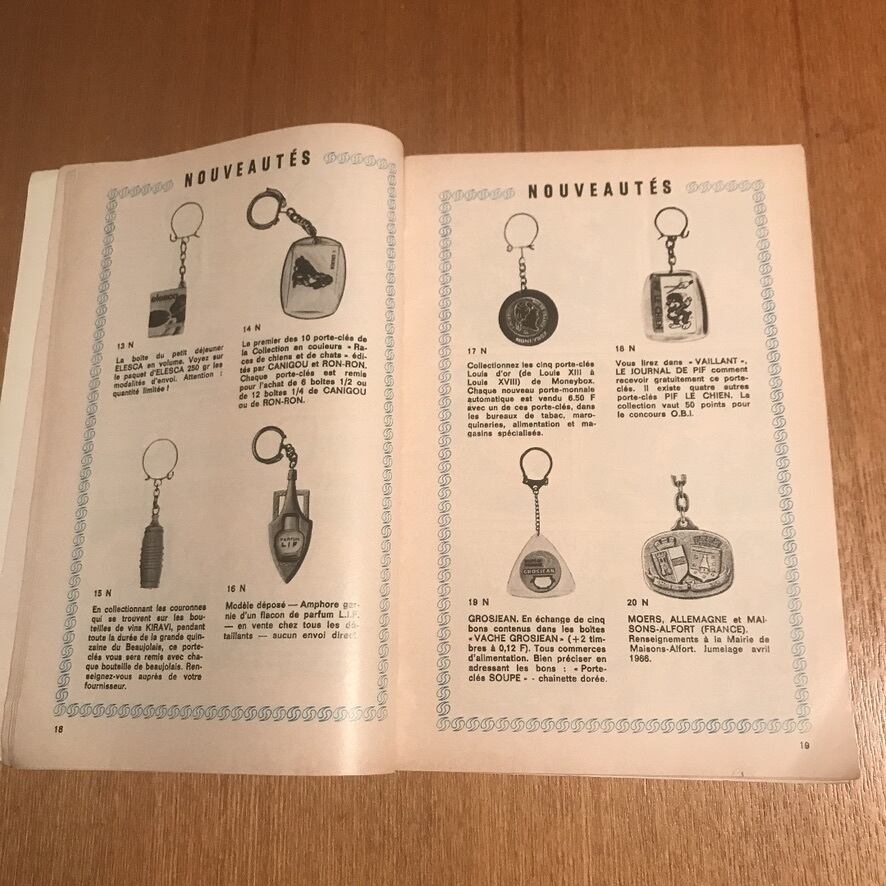 NOUVEAUTÉS
elesca
13 N
La boîte du petit déjeuner
ELESCA en volume. Voyez sur
le paquet d'ELESCA 250 gr les
modalités d'envoi. Attention :
quantité limitée !
14 N
Le premier des 10 porte-clés de
la Collection en couleurs « Ra-
ces de chiens et de chats » édi-
tés par CANIGOU et RON-RON.
Chaque porte-clés est remis
pour l'achat de 6 boîtes 1/2 ou
de 12 boîtes 1/4 de CANIGOU
ou de RON-RON.
PARFUM
LIF
15 N
En collectionnant les couronnes
qui se trouvent sur les bou-
teilles de vins KIRAVI, pendant
toute la durée de la grande quin-
zaine du Beaujolais, ce porte-
clés vous sera remis avec cha-
que bouteille de beaujolais. Ren-
seignez-vous auprès de votre
fournisseur.
16 N
Modèle déposé — Amphore gar-
nie d'un flacon de parfum L.I.F.
— en vente chez tous les dé-
taillants — aucun envoi direct.
18
NOUVEAUTÉS
MONEYBOX
17 N
Collectionnez les cinq porte-clés
Louis d'or (de Louis XIII à
Louis XVIII) de Moneybox.
Chaque nouveau porte-monnaie
automatique est vendu 6.50 F
avec un de ces porte-clés, dans
les bureaux de tabac, maro-
quineries, alimentation et ma-
gasins spécialisés.
18 N
Vous lirez dans « VAILLANT »,
LE JOURNAL DE PIF comment
recevoir gratuitement ce porte-
clés. Il existe quatre autres
porte-clés PIF LE CHIEN. La
collection vaut 50 points pour
le concours O.B.I.
GROSJEAN
19 N
GROSJEAN. En échange de cinq
bons contenus dans les boîtes
«VACHE GROSJEAN» (+2 tim-
bres à 0,12 F). Tous commerces
d'alimentation. Bien préciser en
adressant les bons : « Porte-
clés SOUPE » - chainette dorée.
20 N
MOERS, ALLEMAGNE et MAI-
SONS-ALFORT (FRANCE).
Renseignements à la Mairie de
Maisons-Alfort. Jumelage avril
1966.
19